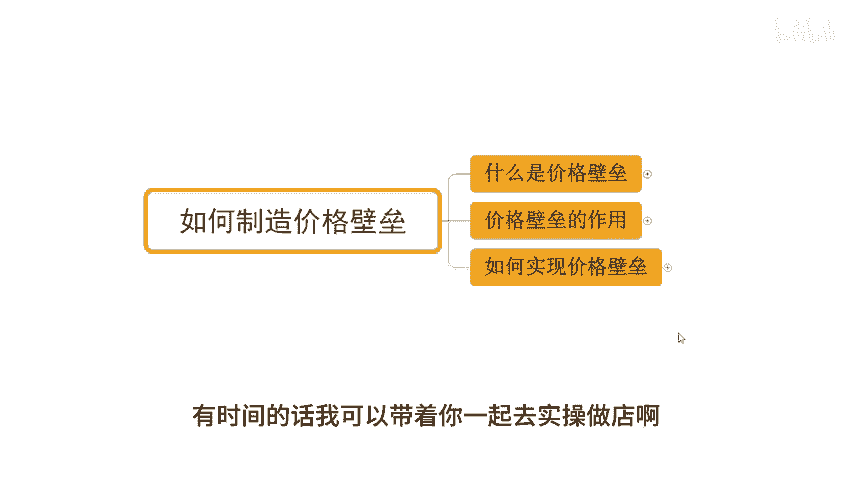 什么是价格壁垒
如何制造价格壁垒
价格壁垒的作用
如何实现价格壁垒
有时间的话我可以带着你一起去实操做店啊